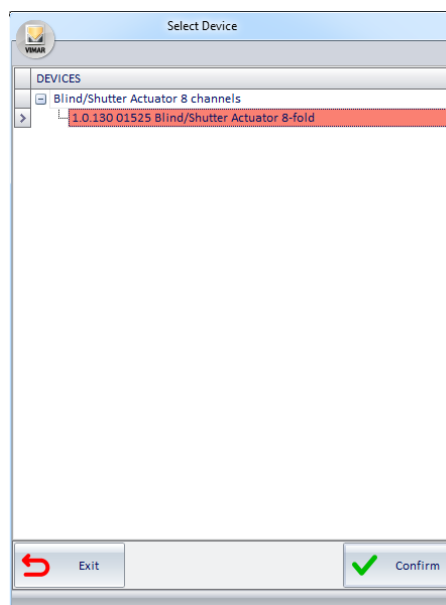 Select Device
VIMAR
DEVICES
Blind/Shutter Actuator 8 channels
1.0.130 01525 Blind/Shutter Actuator 8-fold
Exit
Confirm